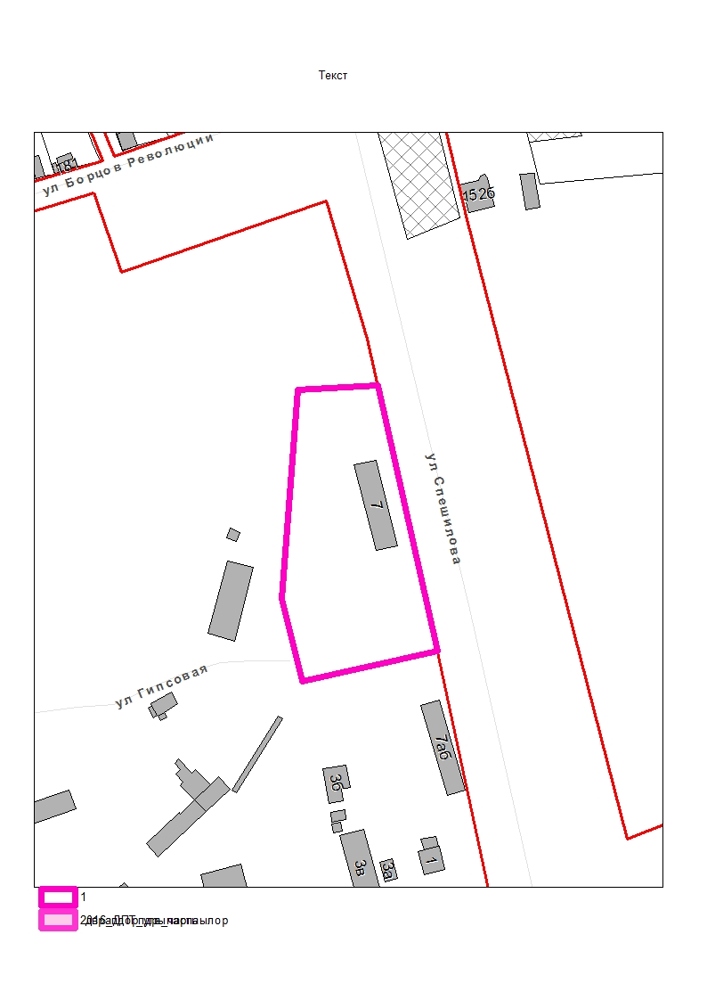 Текст
181
ул Борцов Революции
152б
7
ул Спешилова
ул Гипсовая
7аб
3б
3в
3а
1
1